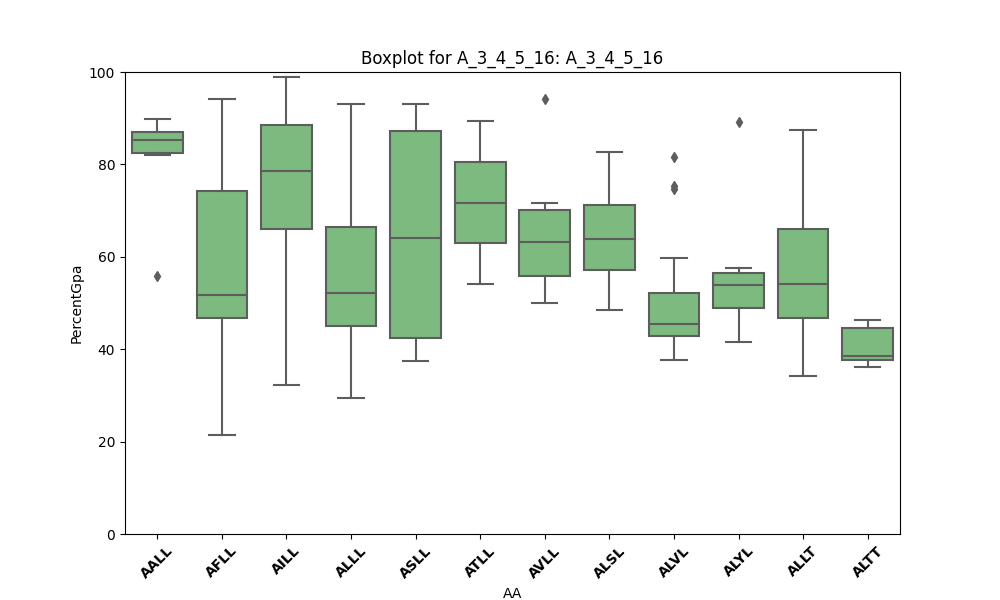 Boxplot for A_3_4_5_16: A_3_4_5_16
PercentGpa
100
80
60
40
20
0
AALL AFLL AILL ALLL ASLL ATLL AVLL ALSL ALVL ALYL ALLT ALTT
AA